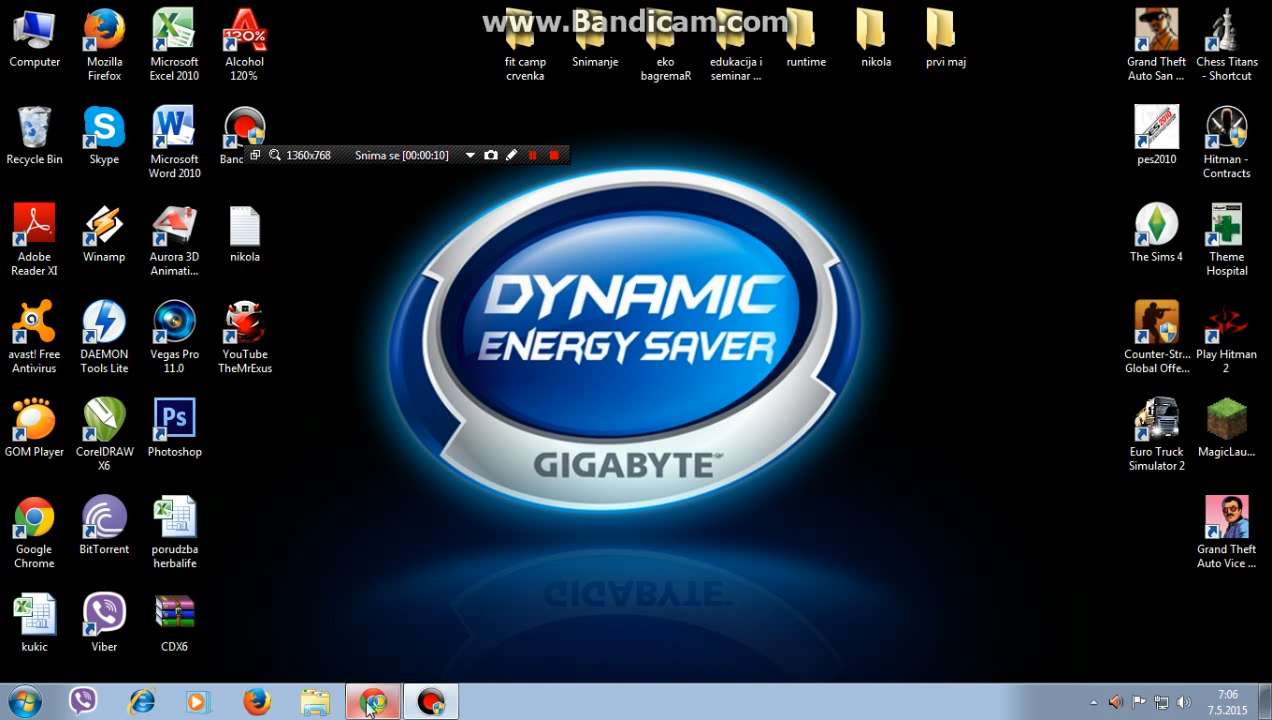 www.Bandicam.com
Computer
Mozilla
Firefox
Microsoft
Excel 2010
Alcohol
120%
120%
fit camp
crvenka
Snimanje
eko
bagremaR
edukacija i
seminar ...
runtime
nikola
prvi maj
Grand Theft
Auto San ...
Chess Titans
- Shortcut
Recycle Bin
Skype
Microsoft
Word 2010
Banc
1360x768
Snima se [00:00:10]
pes2010
Hitman -
Contracts
Adobe
Reader XI
Winamp
Aurora 3D
Animati...
nikola
The Sims 4
Theme
Hospital
avast! Free
Antivirus
DAEMON
Tools Lite
Vegas Pro
11.0
YouTube
TheMrExus
Counter-Str...
Global Offe...
Play Hitman
2
DYNAMIC
ENERGY SAVER
GIGABYTE
GOM Player
CorelDRAW
X6
Ps
Photoshop
Euro Truck
Simulator 2
MagicLau...
Google
Chrome
BitTorrent
porudzba
herbalife
Grand Theft
Auto Vice ...
kukic
Viber
CDX6
7:06
7.5.2015